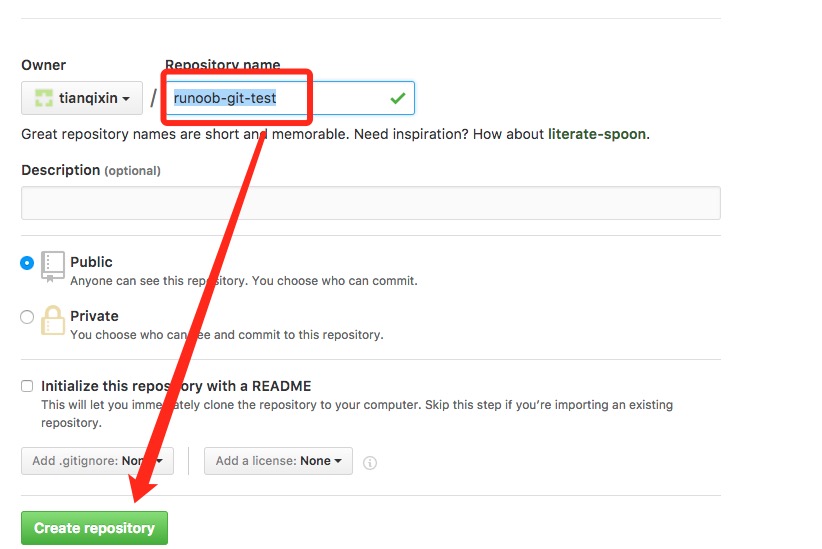 Owner
Repository name
tianqixin / runoob-git-test
Great repository names are short and memorable. Need inspiration? How about literate-spoon.
Description (optional)
Public
Anyone can see this repository. You choose who can commit.
Private
You choose who can see and commit to this repository.
Initialize this repository with a README
This will let you immediately clone the repository to your computer. Skip this step if you’re importing an existing
repository.
Add .gitignore: None
Add a license: None
Create repository